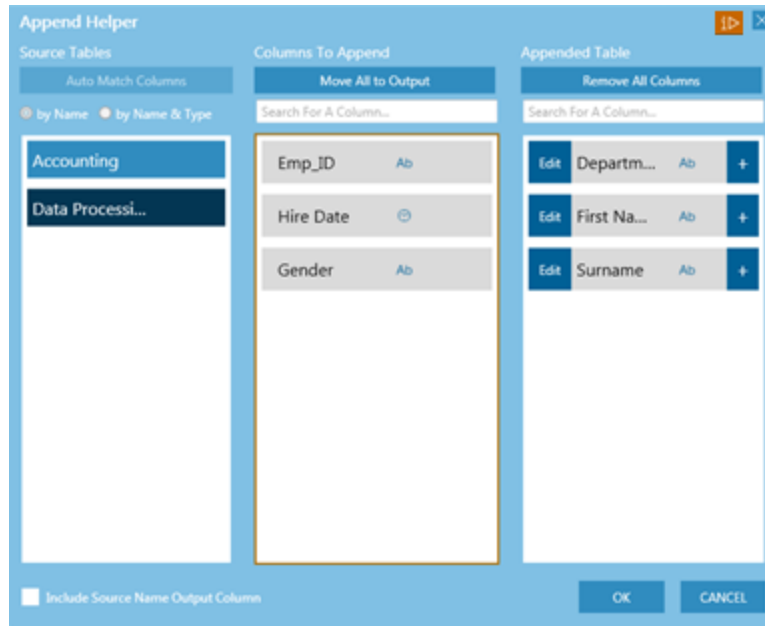 Append Helper
Source Tables
Auto Match Columns
by Name by Name & Type
Accounting
Data Processi...
Include Source Name Output Column
Columns To Append
Move All to Output
Search For A Column...
Emp_ID Ab
Hire Date
Gender Ab
Appended Table
Remove All Columns
Search For A Column...
Edit Departm... Ab +
Edit First Na... Ab +
Edit Surname Ab +
OK CANCEL